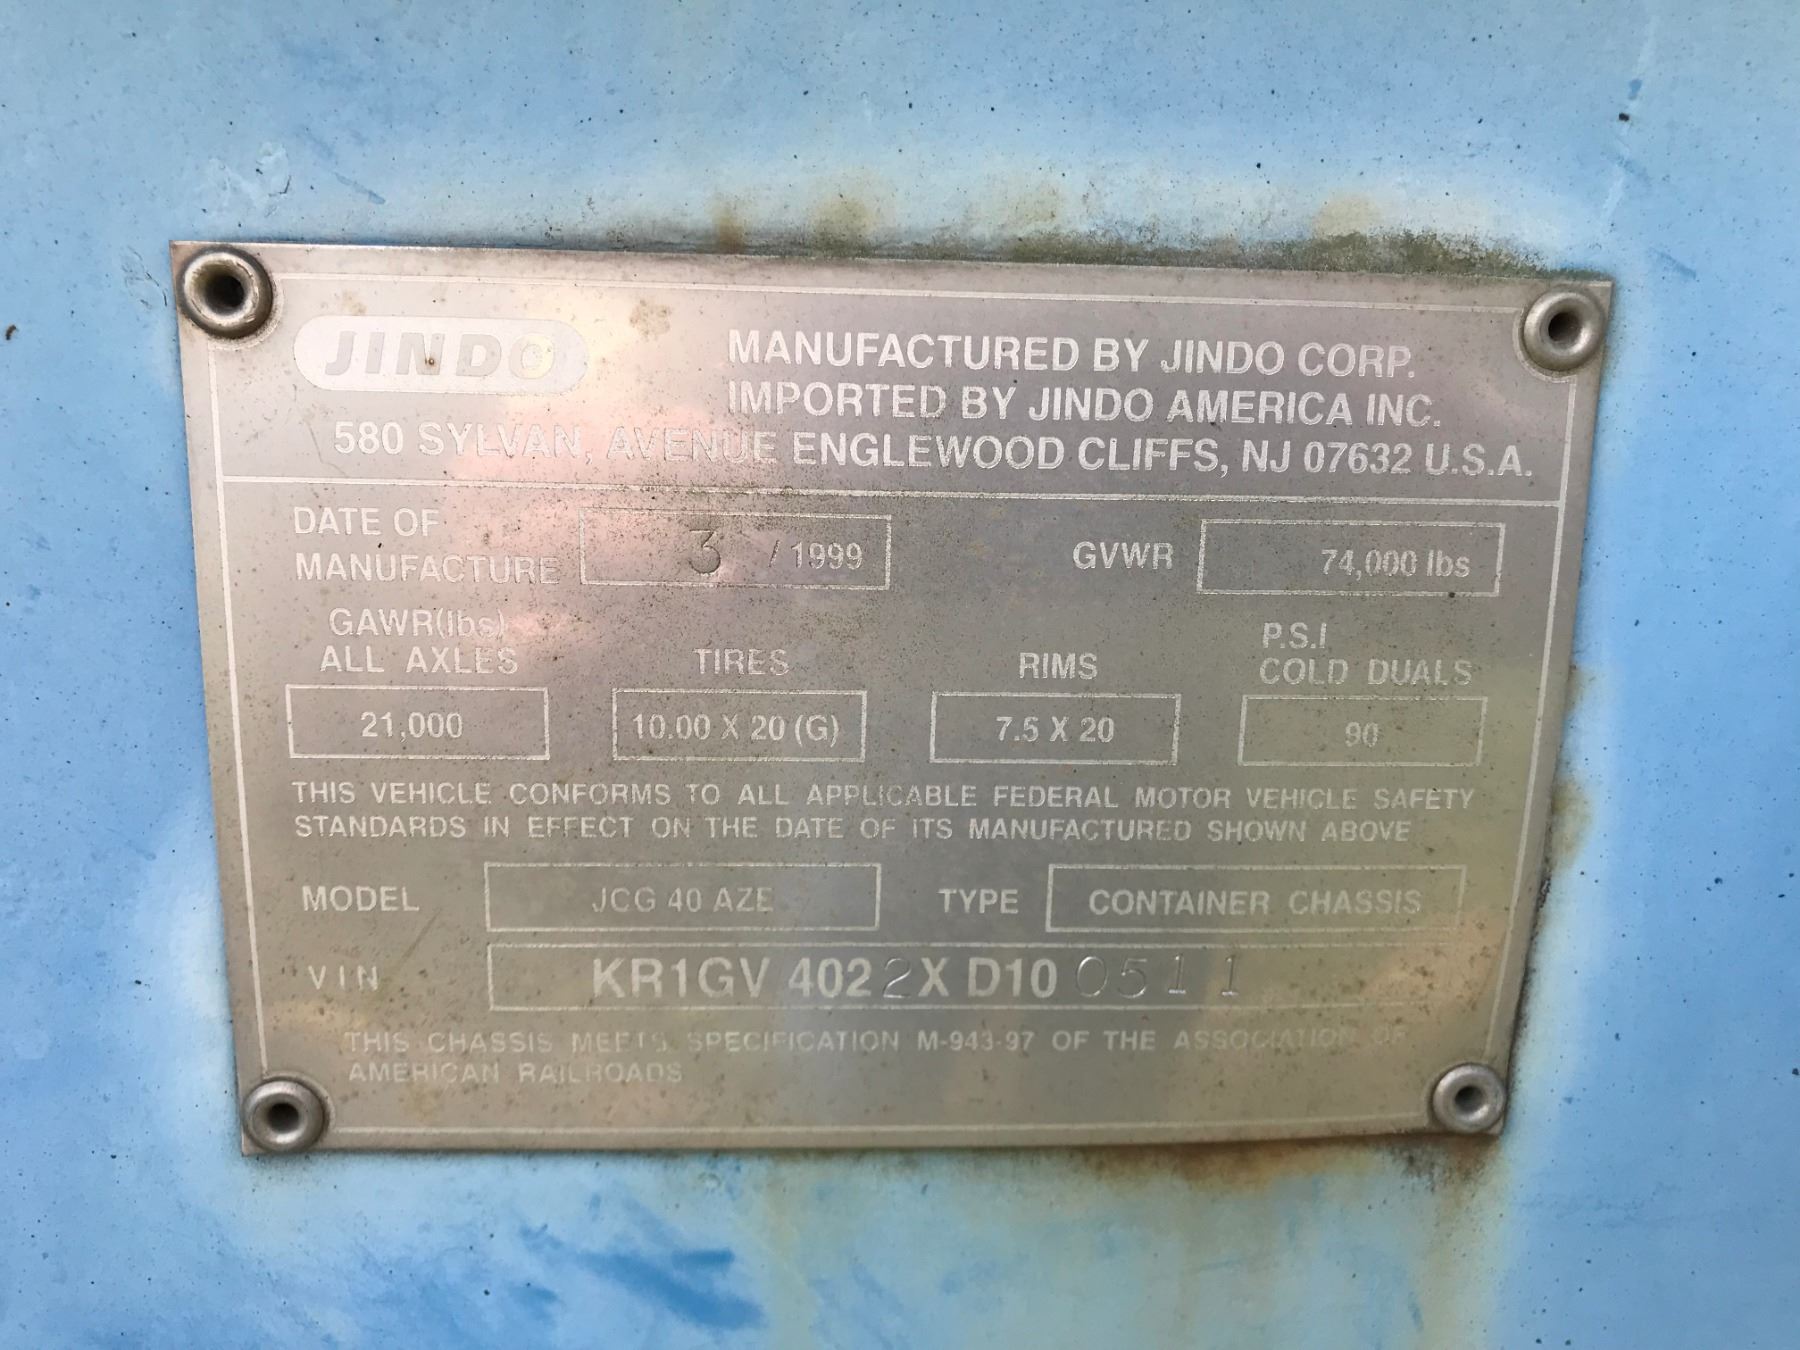 JINDO
MANUFACTURED BY JINDO CORP.
IMPORTED BY JINDO AMERICA INC.
580 SYLVAN, AVENUE ENGLEWOOD CLIFFS, NJ 07632 U.S.A.
DATE OF
MANUFACTURE 3 / 1999 GVWR 74,000 lbs
GAWR(lbs)
ALL AXLES TIRES RIMS P.S.I
COLD DUALS
21,000 10.00 X 20 (G) 7.5 X 20 90
THIS VEHICLE CONFORMS TO ALL APPLICABLE FEDERAL MOTOR VEHICLE SAFETY
STANDARDS IN EFFECT ON THE DATE OF ITS MANUFACTURED SHOWN ABOVE
MODEL JCG 40 AZE TYPE CONTAINER CHASSIS
VIN KR1GV 4022X D10 0511
THIS CHASSIS MEETS SPECIFICATION M-943-97 OF THE ASSOCIATION OF
AMERICAN RAILROADS